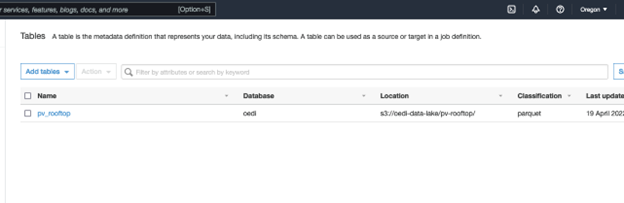 services, features, blogs, docs, and more [Option+S] Oregon
Tables A table is the metadata definition that represents your data, including its schema. A table can be used as a source or target in a job definition.
Add tables Action Filter by attributes or search by keyword
Name Database Location Classification Last update
pv_rooftop oedi s3://oedi-data-lake/pv-rooftop/ parquet 19 April 202